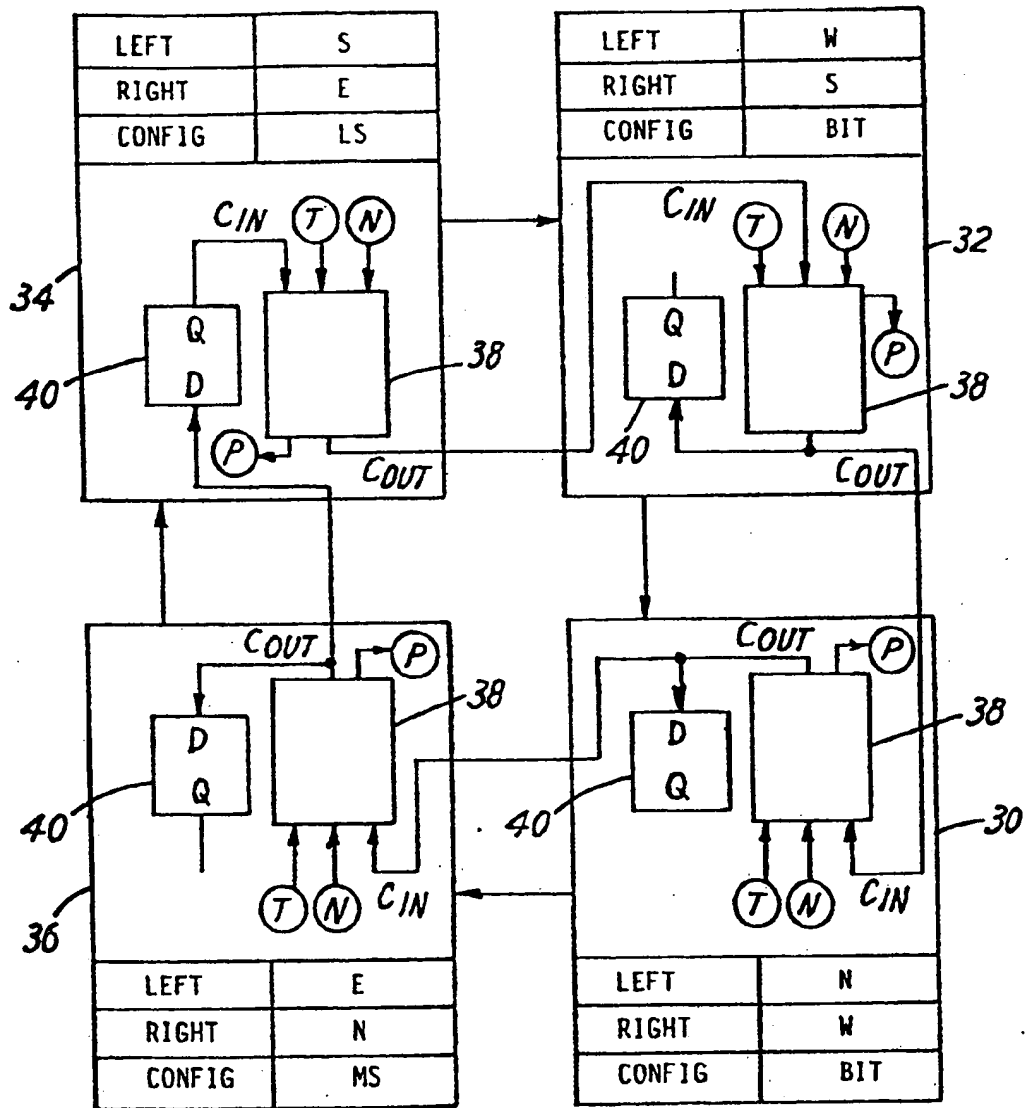 LEFT S
RIGHT E
CONFIG LS
LEFT W
RIGHT S
CONFIG BIT
CIN T N
CIN T N
34
32
Q
D
40
38
P
COUT
Q
D
40
P
38
COUT
COUT P
D
Q
40
38
T N CIN
36
COUT P
D
Q
40
38
30
T N CIN
LEFT E
RIGHT N
CONFIG MS
LEFT N
RIGHT W
CONFIG BIT